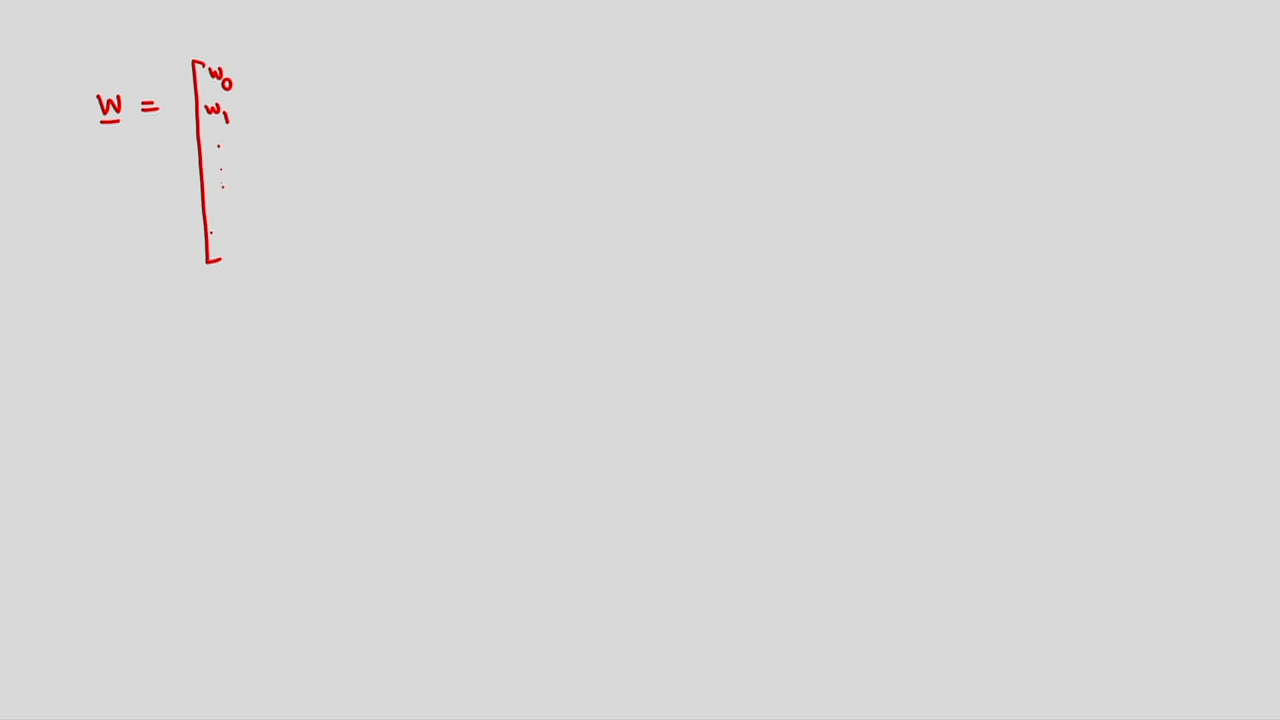 w = [ w₀
w₁
.
.
.
.